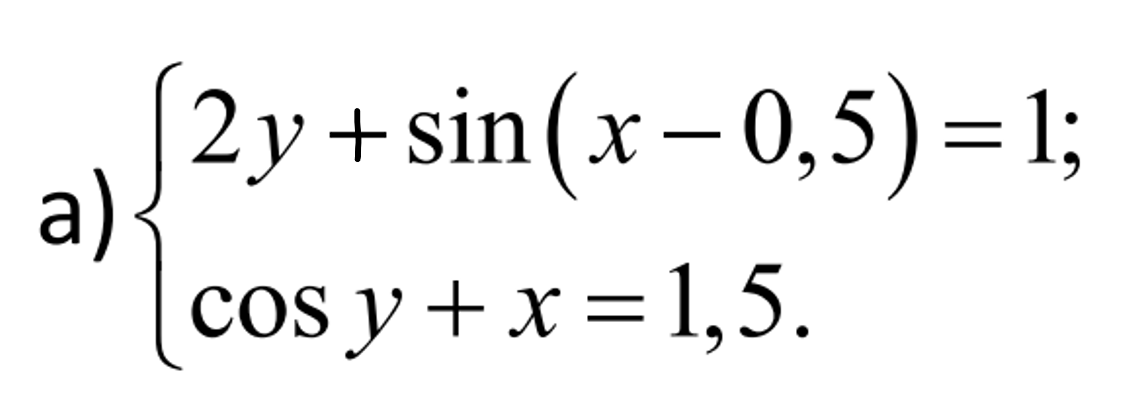 a) 2y + sin(x − 0,5) = 1;
cos y + x = 1,5.